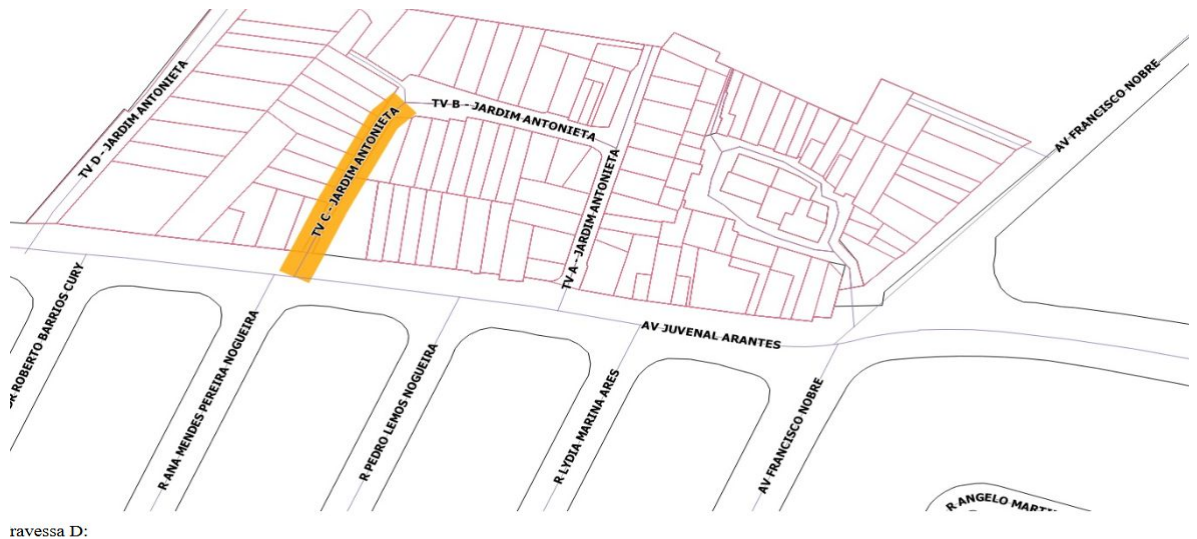 TV D - JARDIM ANTONIETA
TV C - JARDIM ANTONIETA
TV B - JARDIM ANTONIETA
TV A - JARDIM ANTONIETA
AV FRANCISCO NOBRE
AV JUVENAL ARANTES
ROBERTO BARRIOS CURY
R ANA MENDES PEREIRA NOGUEIRA
R PEDRO LEMOS NOGUEIRA
R LYDIA MARINA ARES
AV FRANCISCO NOBRE
R ANGELO
ravessa D: